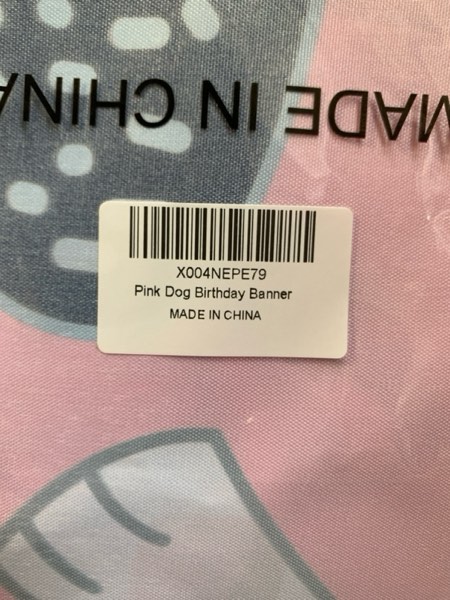 MADE IN CHINA
X004NEPE79
Pink Dog Birthday Banner
MADE IN CHINA